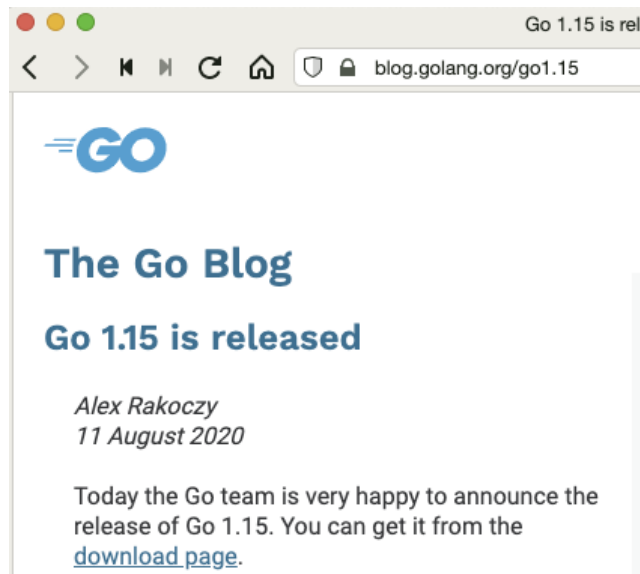 Go 1.15 is rel
blog.golang.org/go1.15
GO
The Go Blog
Go 1.15 is released
Alex Rakoczy
11 August 2020
Today the Go team is very happy to announce the
release of Go 1.15. You can get it from the
download page.